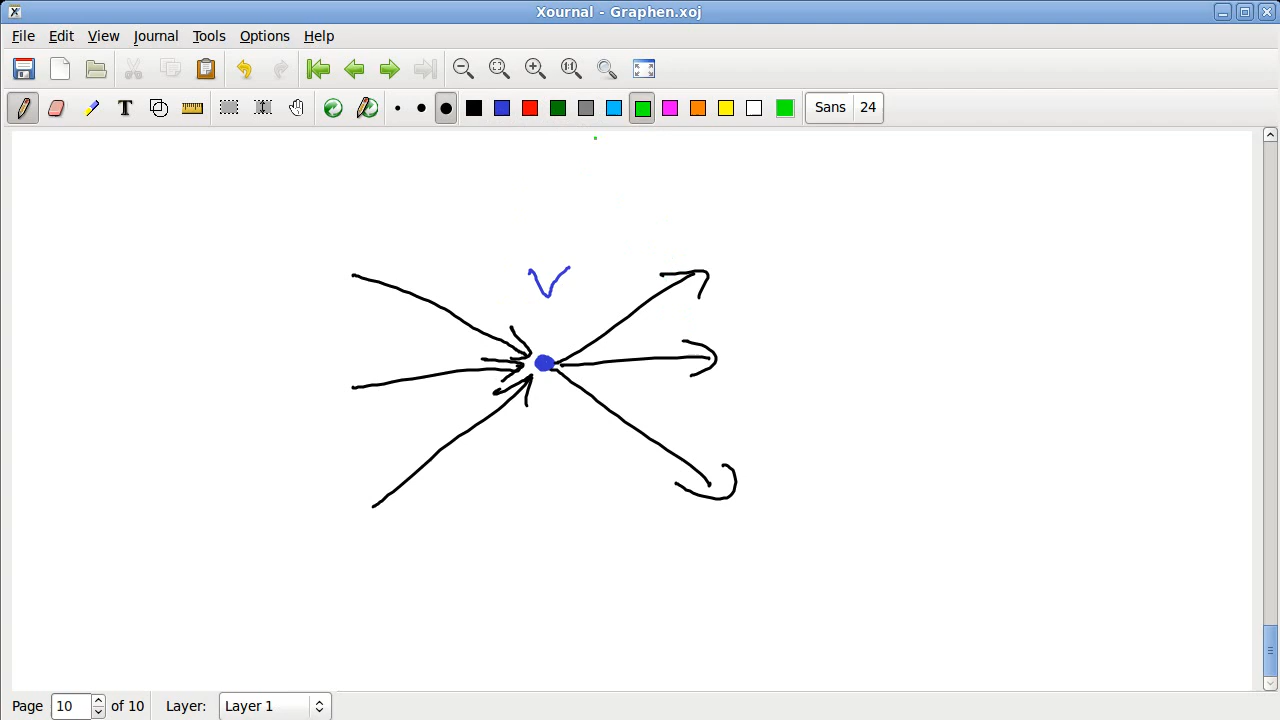 Xournal - Graphen.xoj
File Edit View Journal Tools Options Help
T Sans 24
V
Page 10 of 10 Layer: Layer 1